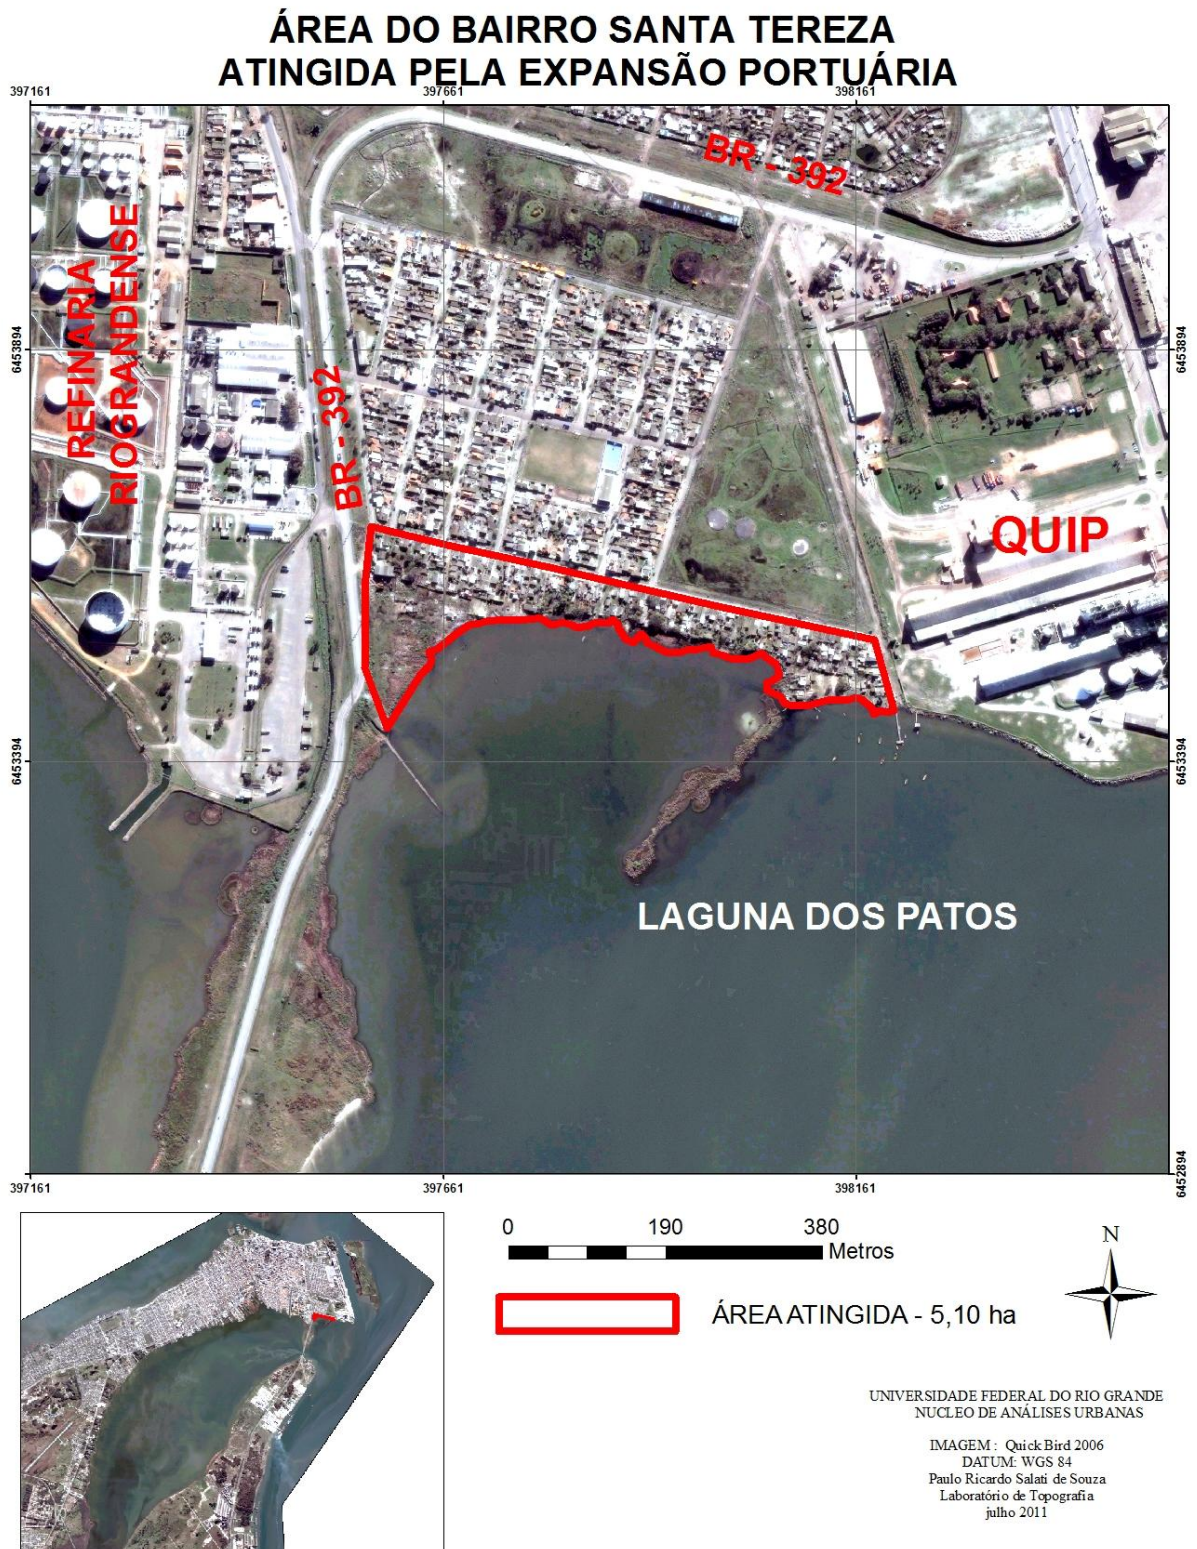 ÁREA DO BAIRRO SANTA TEREZA
ATINGIDA PELA EXPANSÃO PORTUÁRIA
397161
397661
398161
BR - 392
REFINARIA
RIOGRANDENSE
6453894
6453894
BR - 392
QUIP
6453394
6453394
LAGUNA DOS PATOS
6452894
397161
397661
398161
0 190 380
Metros
N
ÁREA ATINGIDA - 5,10 ha
UNIVERSIDADE FEDERAL DO RIO GRANDE
NUCLEO DE ANÁLISES URBANAS
IMAGEM : Quick Bird 2006
DATUM: WGS 84
Paulo Ricardo Salati de Souza
Laboratório de Topografia
julho 2011